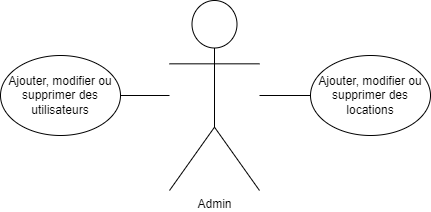 Ajouter, modifier ou
supprimer des
utilisateurs
Ajouter, modifier ou
supprimer des
locations
Admin